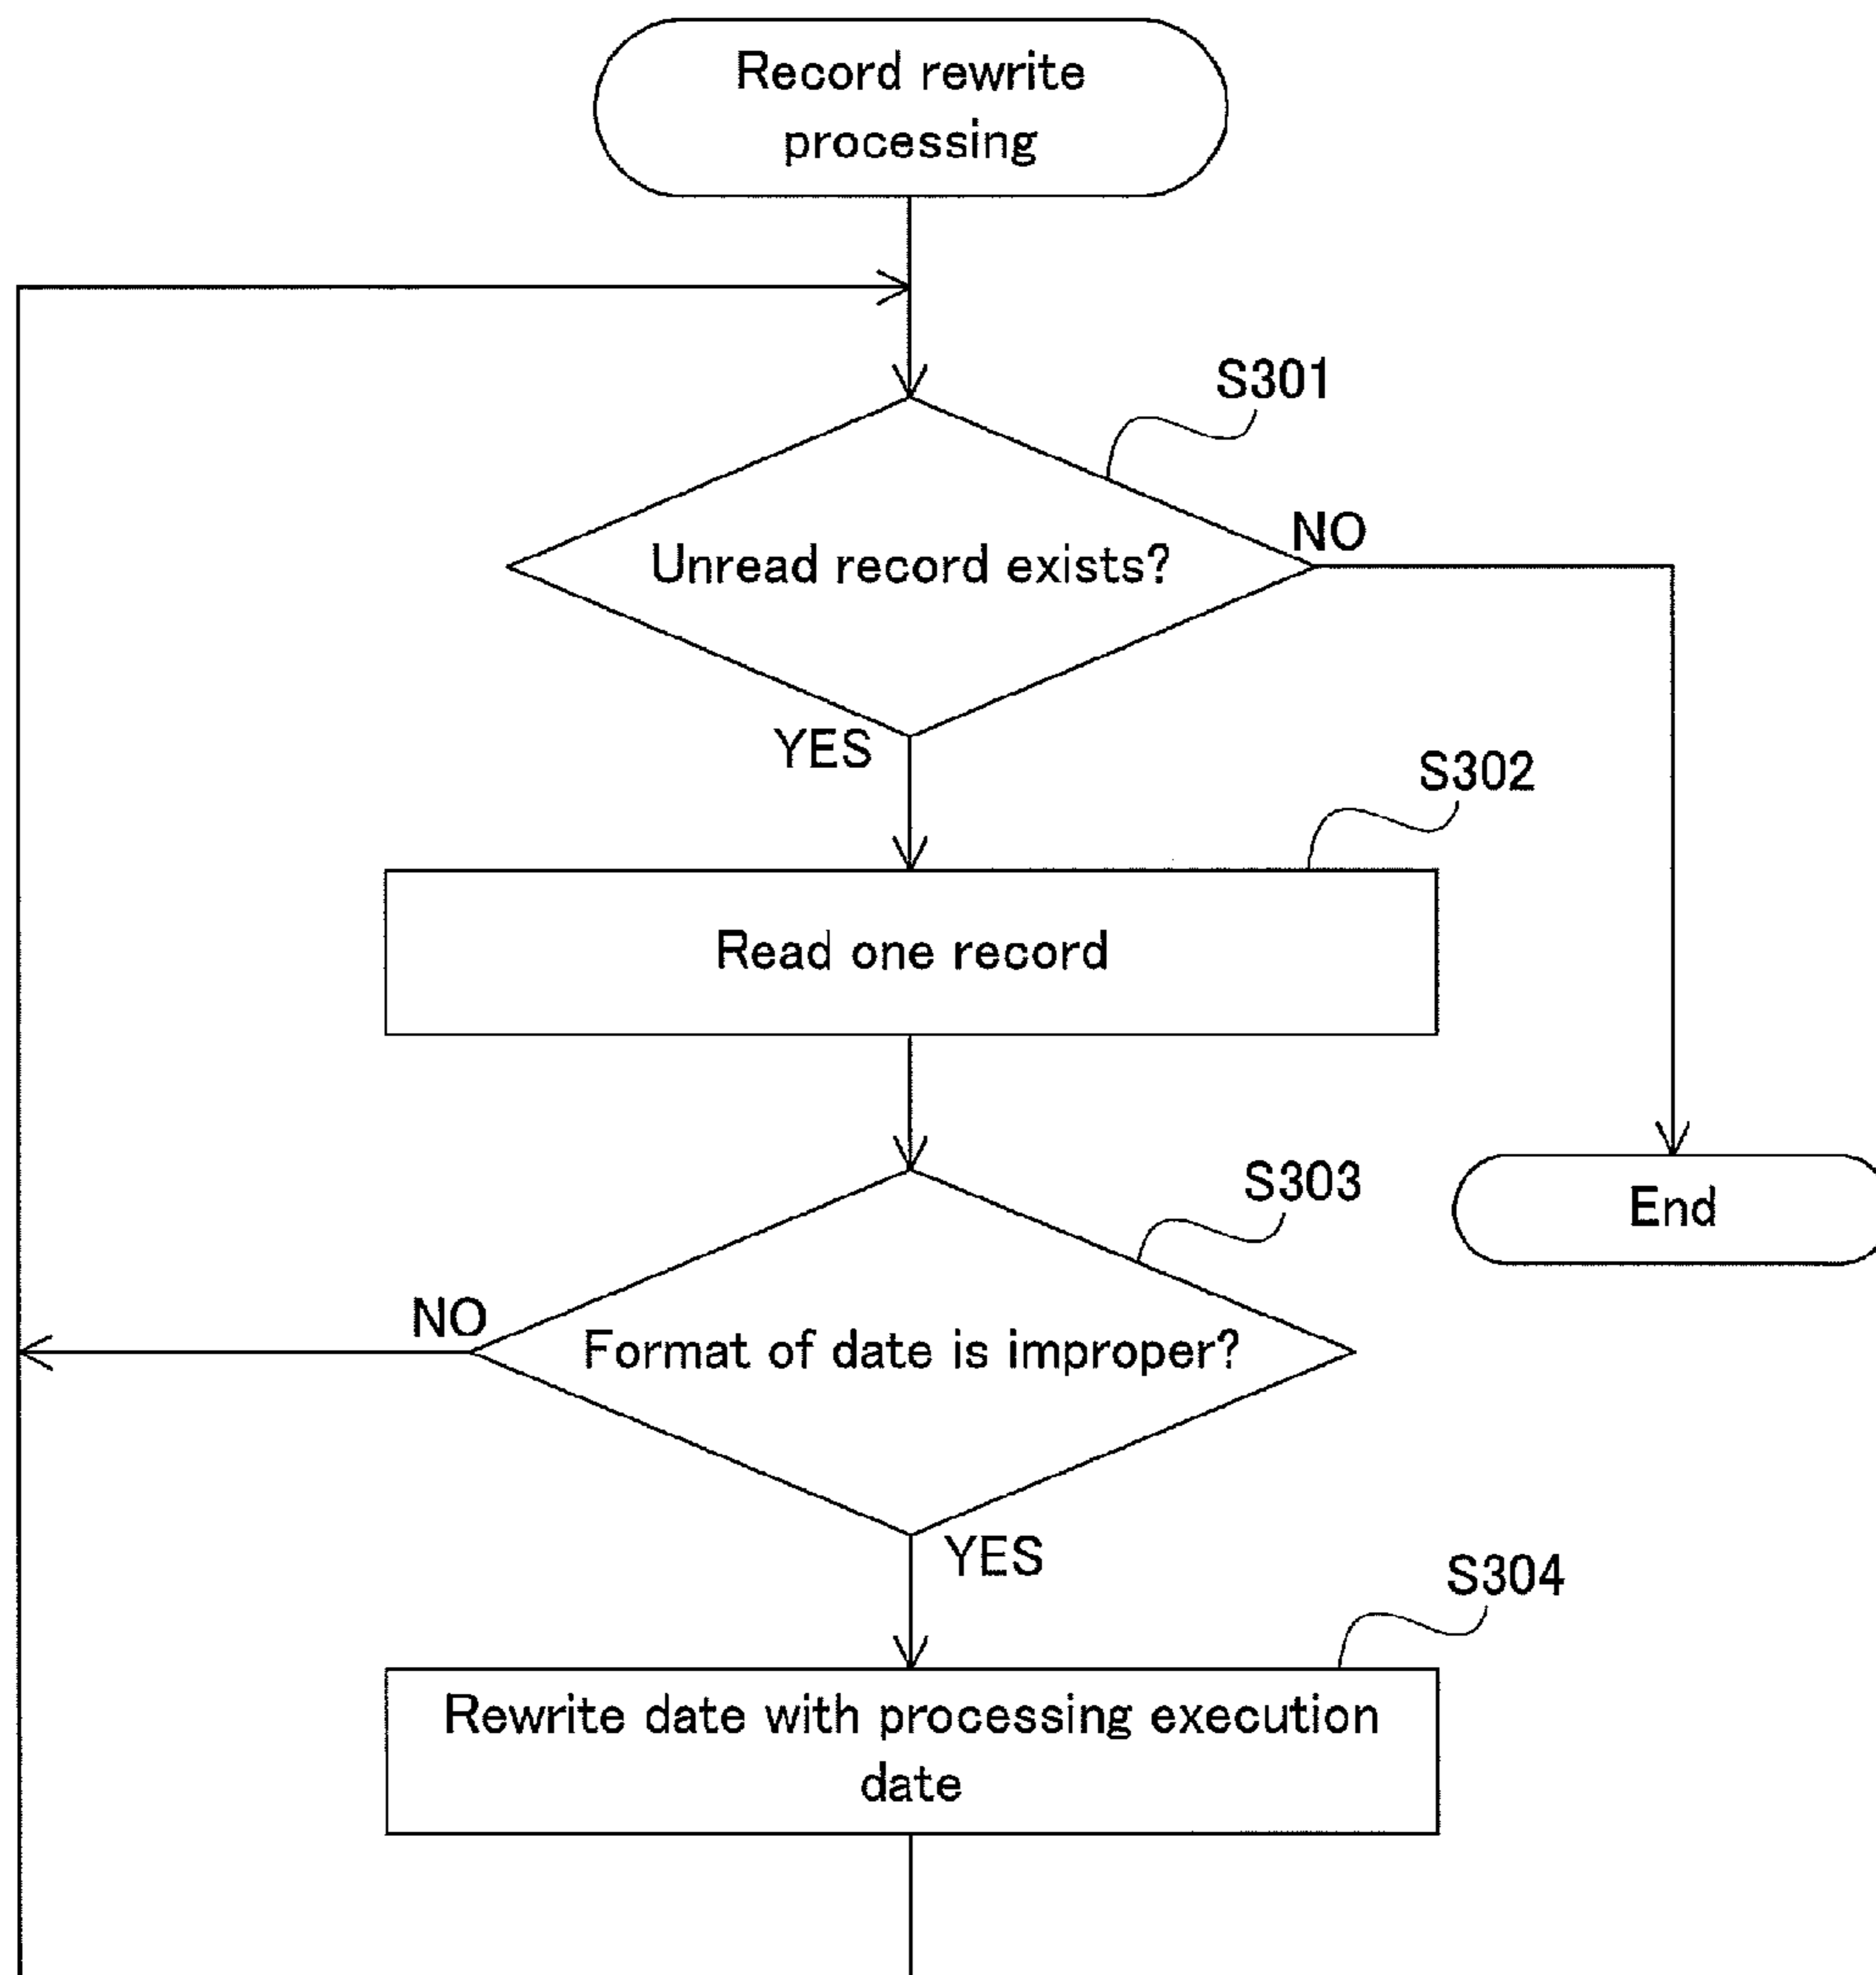 Record rewrite
processing
S301
Unread record exists?
NO
YES
S302
Read one record
S303
End
Format of date is improper?
NO
YES
S304
Rewrite date with processing execution
date